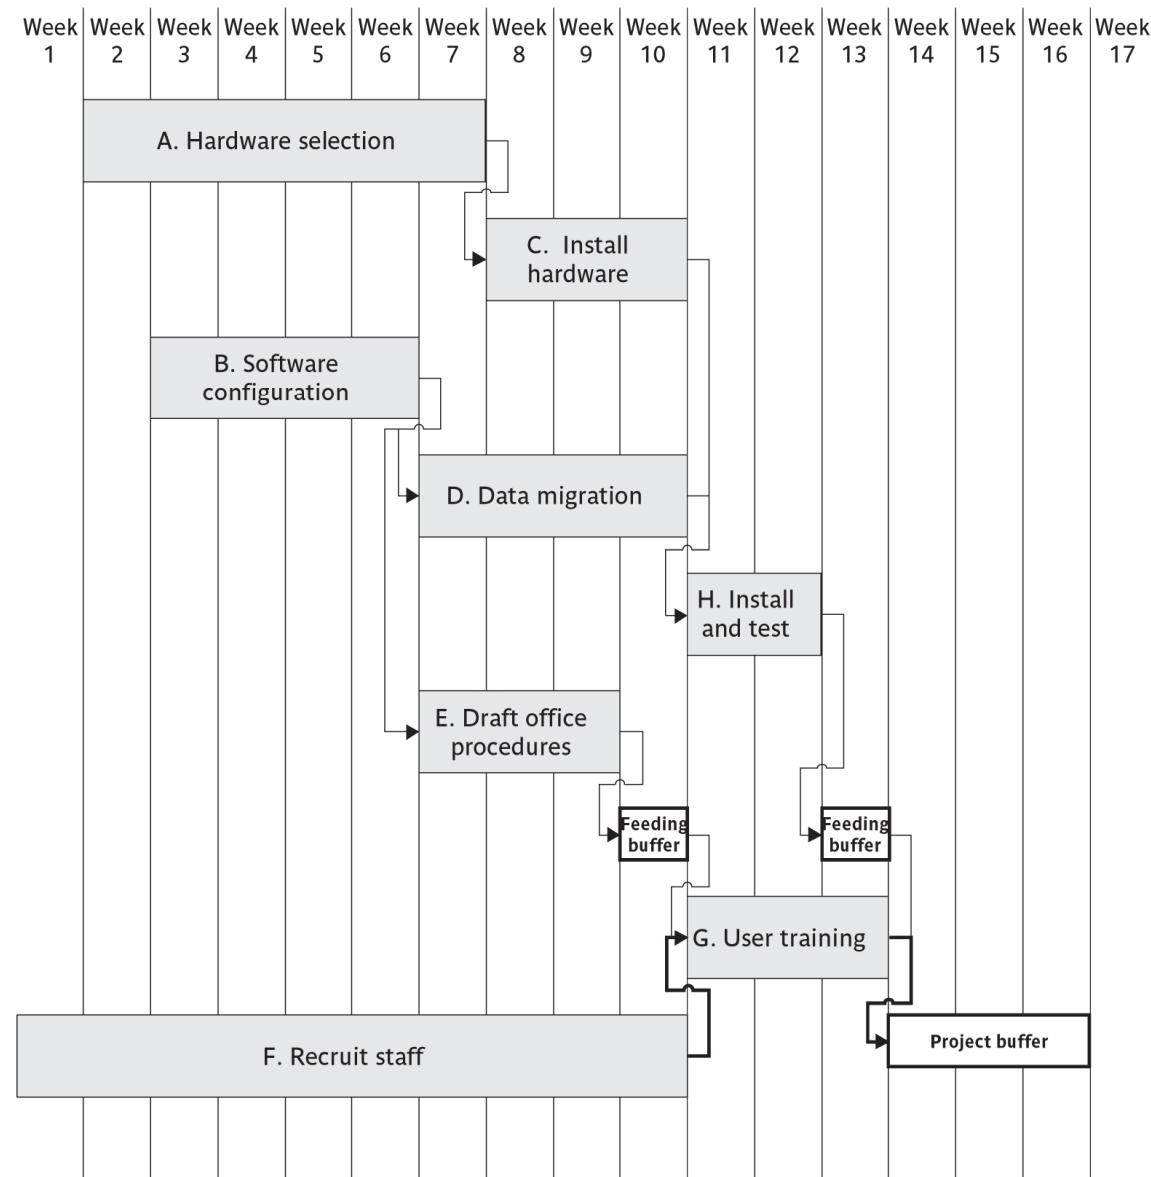 Week Week Week Week Week Week Week Week Week Week Week Week Week Week Week Week Week
1 2 3 4 5 6 7 8 9 10 11 12 13 14 15 16 17
A. Hardware selection
C. Install
hardware
B. Software
configuration
D. Data migration
H. Install
and test
E. Draft office
procedures
Feeding
buffer
Feeding
buffer
G. User training
F. Recruit staff
Project buffer